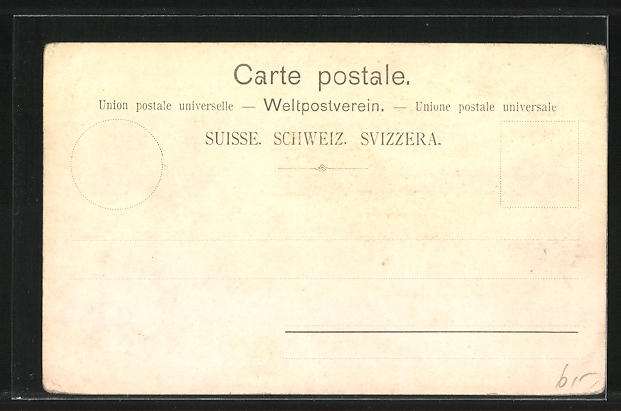 Carte postale.
Union postale universelle — Weltpostverein. — Unione postale universale
SUISSE. SCHWEIZ. SVIZZERA.